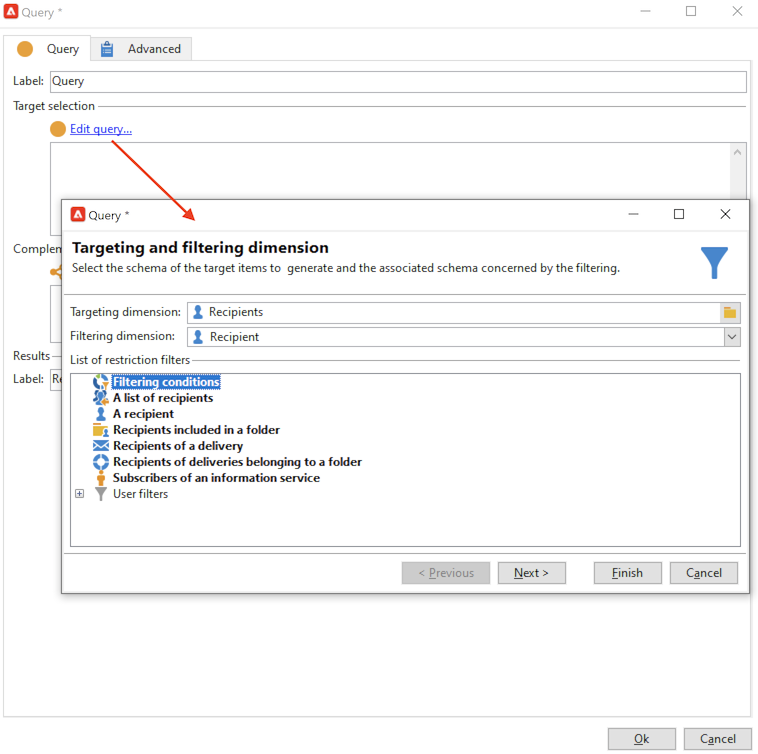 Query *
Query
Advanced
Label: Query
Target selection
Edit query...
Query *
Complem
Targeting and filtering dimension
Select the schema of the target items to  generate and the associated schema concerned by the filtering.
Targeting dimension: Recipients
Filtering dimension: Recipient
Results
List of restriction filters
Label: Re
Filtering conditions
A list of recipients
A recipient
Recipients included in a folder
Recipients of a delivery
Recipients of deliveries belonging to a folder
Subscribers of an information service
User filters
< Previous
Next >
Finish
Cancel
Ok
Cancel